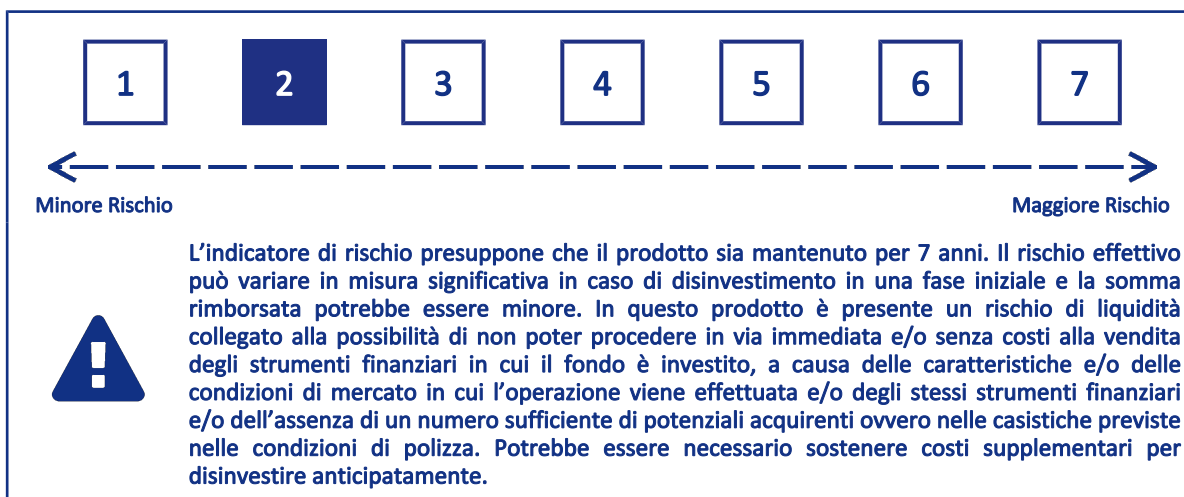 1 2 3 4 5 6 7
Minore Rischio Maggiore Rischio
L’indicatore di rischio presuppone che il prodotto sia mantenuto per 7 anni. Il rischio effettivo
può variare in misura significativa in caso di disinvestimento in una fase iniziale e la somma
rimborsata potrebbe essere minore. In questo prodotto è presente un rischio di liquidità
collegato alla possibilità di non poter procedere in via immediata e/o senza costi alla vendita
degli strumenti finanziari in cui il fondo è investito, a causa delle caratteristiche e/o delle
condizioni di mercato in cui l’operazione viene effettuata e/o degli stessi strumenti finanziari
e/o dell’assenza di un numero sufficiente di potenziali acquirenti ovvero nelle casistiche previste
nelle condizioni di polizza. Potrebbe essere necessario sostenere costi supplementari per
disinvestire anticipatamente.